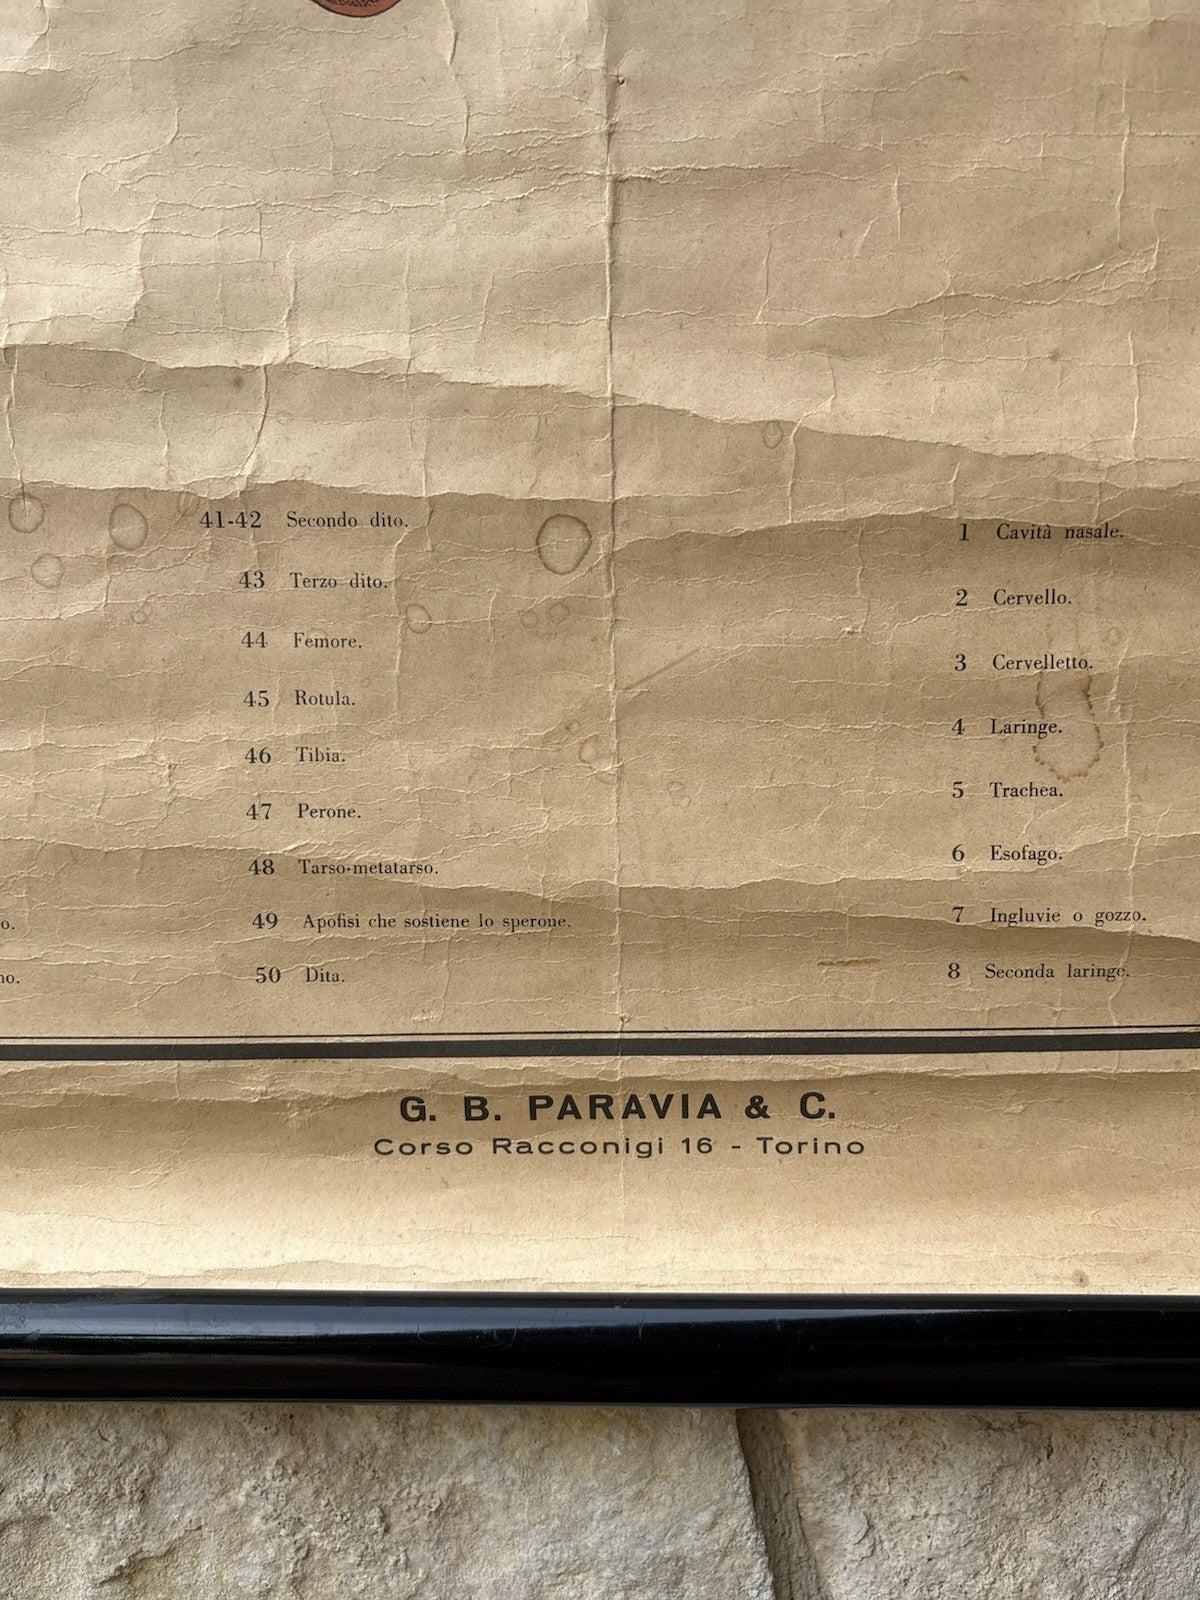 41-42 Secondo dito.
43 Terzo dito.
44 Femore.
45 Rotula.
46 Tibia.
47 Perone.
48 Tarso-metatarso.
49 Apofisi che sostiene lo sperone.
50 Dita.
1 Cavità nasale.
2 Cervello.
3 Cervelletto.
4 Laringe.
5 Trachea.
6 Esofago.
7 Ingluvie o gozzo.
8 Seconda laringe.
G. B. PARAVIA & C.
Corso Racconigi 16 - Torino